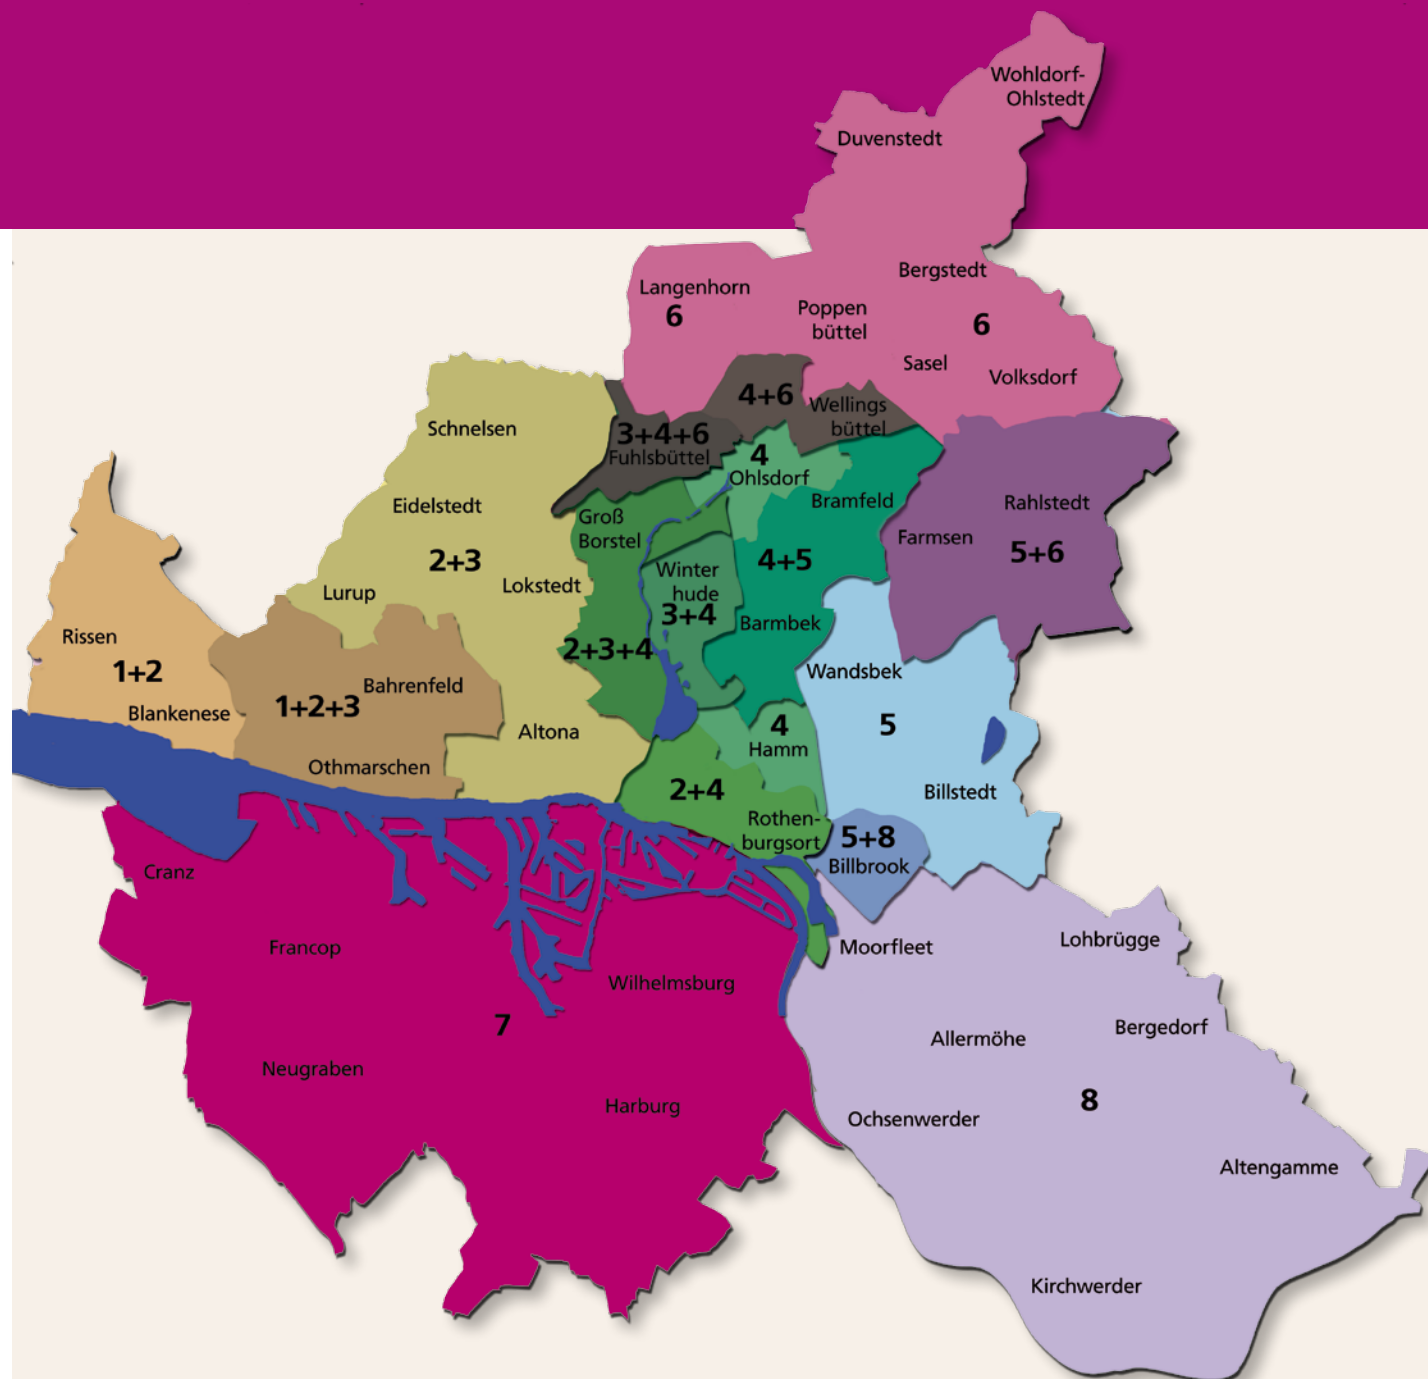 Wohldorf-
Ohlstedt
Duvenstedt
Bergstedt
Langenhorn
6
Poppen
büttel
6
Sasel
Volksdorf
4+6
Wellings
büttel
3+4+6
Fuhlsbüttel
Schnelsen
4
Ohlsdorf
Bramfeld
Rahlstedt
Eidelstedt
Groß
Borstel
Farmsen
5+6
2+3
4+5
Winter
hude
3+4
Lokstedt
Lurup
Barmbek
Rissen
1+2
2+3+4
Wandsbek
Bahrenfeld
1+2+3
Blankenese
5
4
Hamm
Altona
Othmarschen
2+4
Billstedt
Rothen-
burgsort
5+8
Billbrook
Cranz
Francop
Moorfleet
Lohbrügge
Wilhelmsburg
7
Bergedorf
Allermöhe
Neugraben
Harburg
8
Ochsenwerder
Altengamme
Kirchwerder